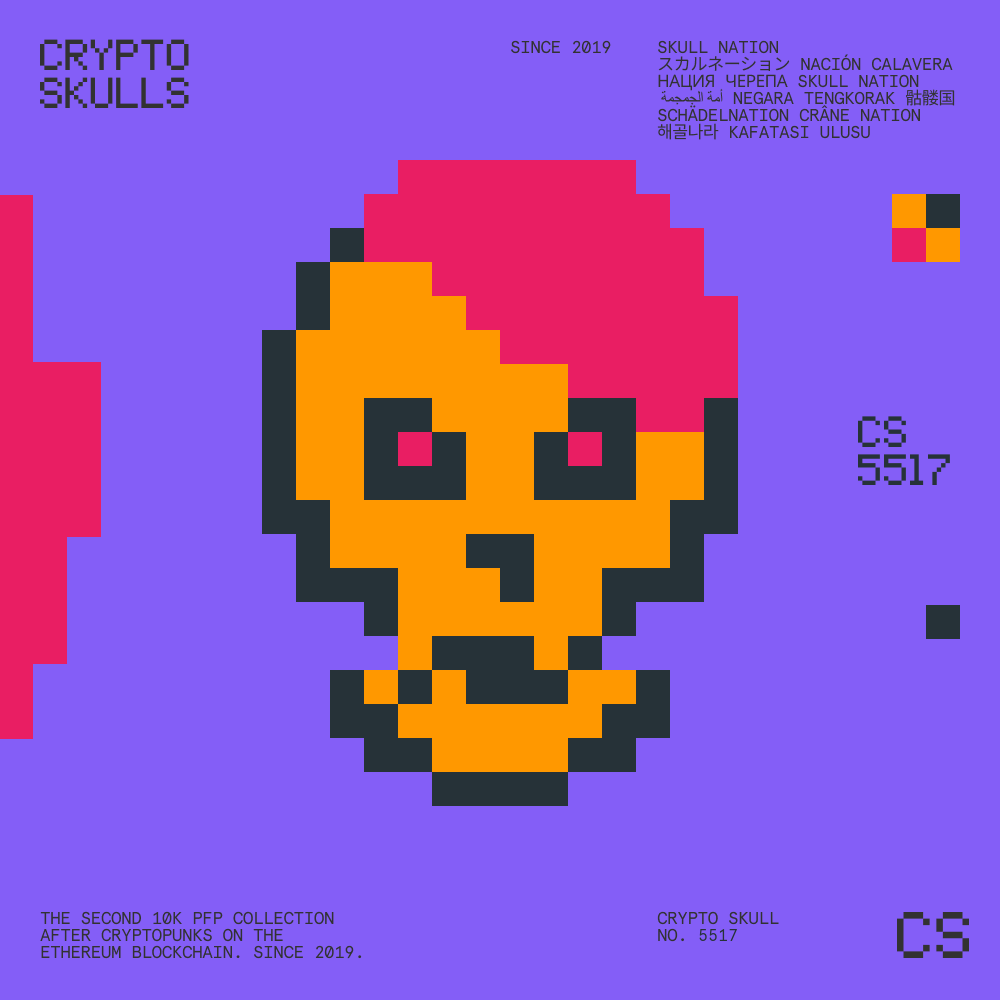 CRYPTO
SKULLS
SINCE 2019
SKULL NATION
スカルネーション NACIÓN CALAVERA
НАЦИЯ ЧЕРЕПА SKULL NATION
أمة الجمجمة NEGARA TENGKORAK 骷髅国
SCHÄDELNATION CRÂNE NATION
해골나라 KAFATASI ULUSU
CS
5517
THE SECOND 10K PFP COLLECTION
AFTER CRYPTOPUNKS ON THE
ETHEREUM BLOCKCHAIN. SINCE 2019.
CRYPTO SKULL
NO. 5517
CS